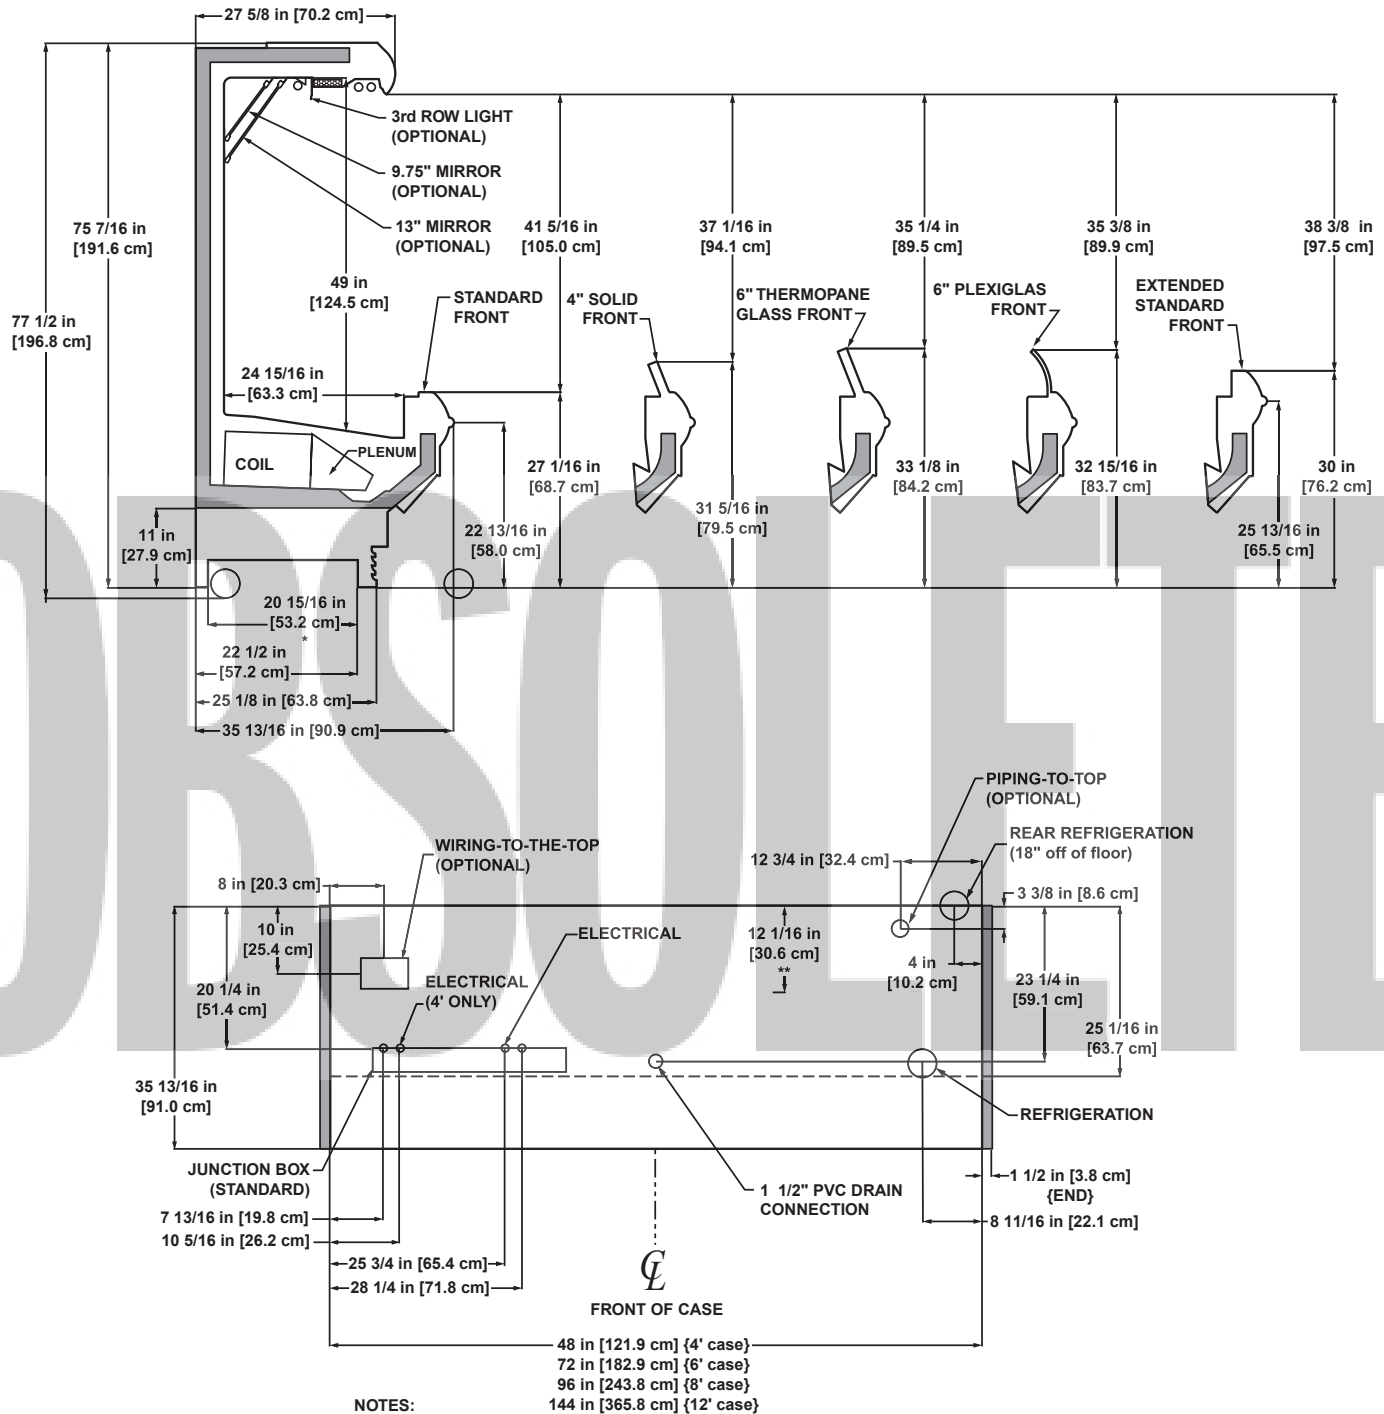 27 5/8 in [70.2 cm]
3rd ROW LIGHT
(OPTIONAL)
9.75" MIRROR
(OPTIONAL)
13" MIRROR
(OPTIONAL)
75 7/16 in
[191.6 cm]
41 5/16 in
[105.0 cm]
37 1/16 in
[94.1 cm]
35 1/4 in
[89.5 cm]
35 3/8 in
[89.9 cm]
38 3/8 in
[97.5 cm]
77 1/2 in
[196.8 cm]
49 in
[124.5 cm]
STANDARD
FRONT
4" SOLID
FRONT
6" THERMOPANE
GLASS FRONT
6" PLEXIGLAS
FRONT
EXTENDED
STANDARD
FRONT
24 15/16 in
[63.3 cm]
COIL
PLENUM
27 1/16 in
[68.7 cm]
31 5/16 in
[79.5 cm]
33 1/8 in
[84.2 cm]
32 15/16 in
[83.7 cm]
30 in
[76.2 cm]
11 in
[27.9 cm]
22 13/16 in
[58.0 cm]
25 13/16 in
[65.5 cm]
20 15/16 in
[53.2 cm]
*
22 1/2 in
[57.2 cm]
25 1/8 in [63.8 cm]
35 13/16 in [90.9 cm]
OBSOLETE
PIPING-TO-TOP
(OPTIONAL)
REAR REFRIGERATION
(18" off of floor)
WIRING-TO-THE-TOP
(OPTIONAL)
12 3/4 in [32.4 cm]
8 in [20.3 cm]
3 3/8 in [8.6 cm]
10 in
[25.4 cm]
ELECTRICAL
12 1/16 in
[30.6 cm]
**
4 in
[10.2 cm]
20 1/4 in
[51.4 cm]
ELECTRICAL
(4' ONLY)
23 1/4 in
[59.1 cm]
25 1/16 in
[63.7 cm]
35 13/16 in
[91.0 cm]
REFRIGERATION
JUNCTION BOX
(STANDARD)
1 1/2" PVC DRAIN
CONNECTION
1 1/2 in [3.8 cm]
{END}
7 13/16 in [19.8 cm]
8 11/16 in [22.1 cm]
10 5/16 in [26.2 cm]
25 3/4 in [65.4 cm]
28 1/4 in [71.8 cm]
℄
FRONT OF CASE
48 in [121.9 cm] {4' case}
72 in [182.9 cm] {6' case}
96 in [243.8 cm] {8' case}
NOTES:
144 in [365.8 cm] {12' case}